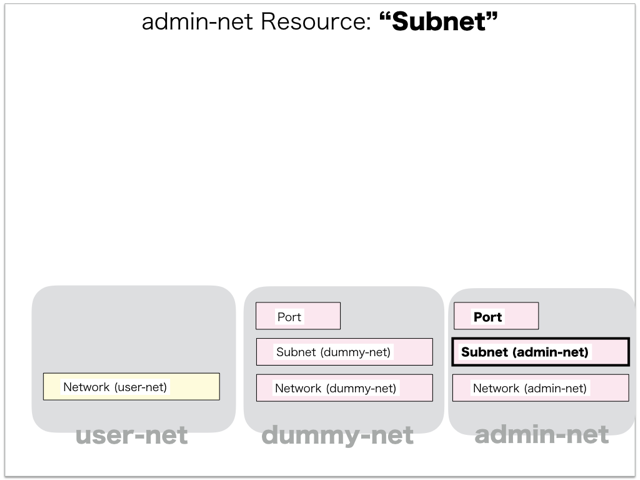 admin-net Resource: “Subnet”
Port
Port
Subnet (dummy-net)
Subnet (admin-net)
Network (user-net)
Network (dummy-net)
Network (admin-net)
user-net
dummy-net
admin-net